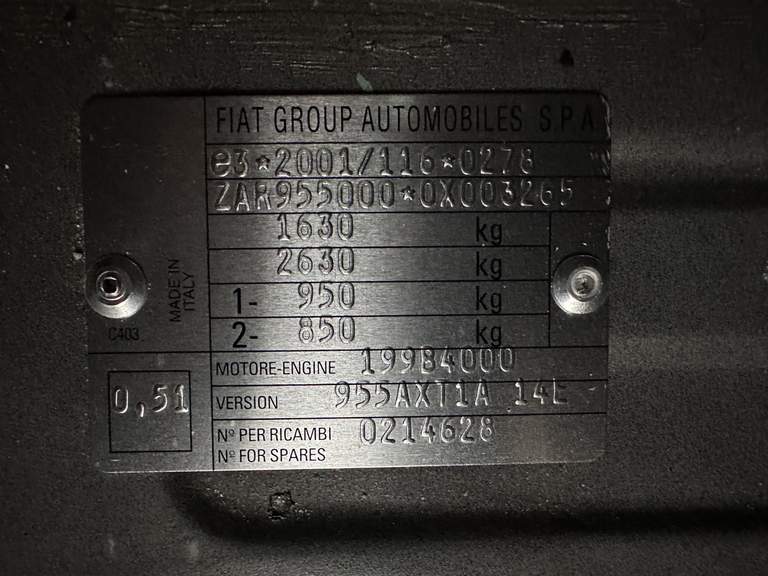 FIAT GROUP AUTOMOBILES S.P.A
e3*2001/116*0278
ZAR955000*0X003265
1630 kg
2630 kg
1- 950 kg
2- 850 kg
MADE IN ITALY
C403
MOTORE-ENGINE 199B4000
0,51
VERSION 955AXT1A 14E
Nº PER RICAMBI 0214628
Nº FOR SPARES